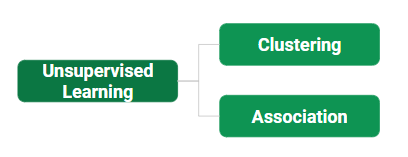 Unsupervised
Learning
Clustering
Association